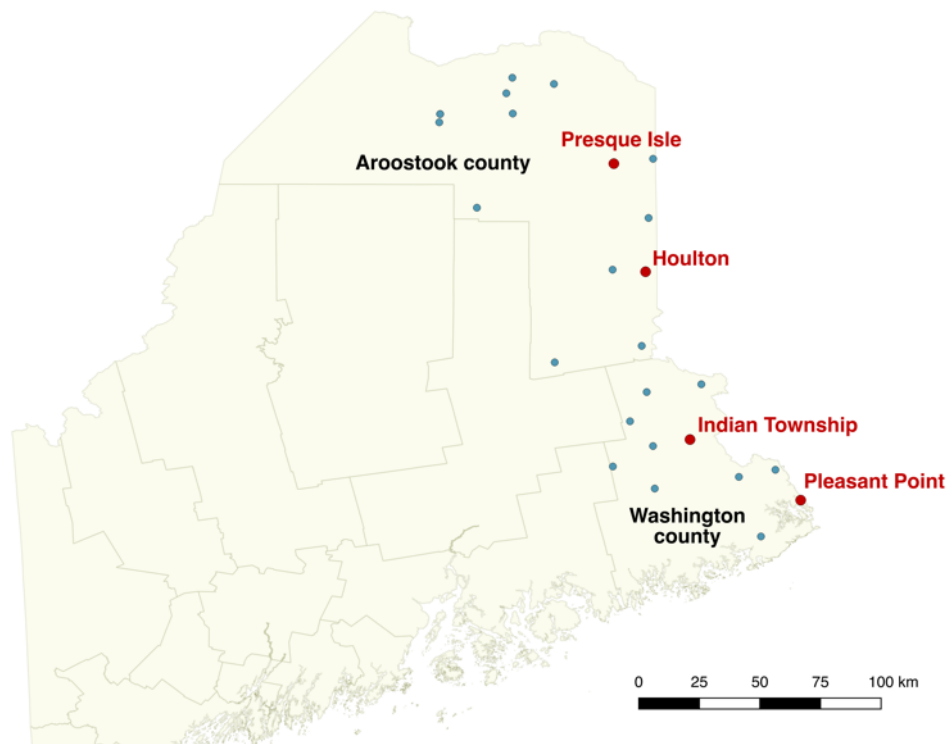 Presque Isle
Aroostook county
Houlton
Indian Township
Pleasant Point
Washington
county
0 25 50 75 100 km